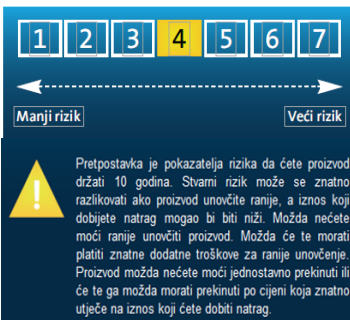 1 2 3 4 5 6 7
Manji rizik Veći rizik
Pretpostavka je pokazatelja rizika da ćete proizvod
držati 10 godina. Stvarni rizik može se znatno
razlikovati ako proizvod unovčite ranije, a iznos koji
dobijete natrag mogao bi biti niži. Možda nećete
moći ranije unovčiti proizvod. Možda će te morati
platiti znatne dodatne troškove za ranije unovčenje.
Proizvod možda nećete moći jednostavno prekinuti ili
će te ga možda morati prekinuti po cijeni koja znatno
utječe na iznos koji ćete dobiti natrag.